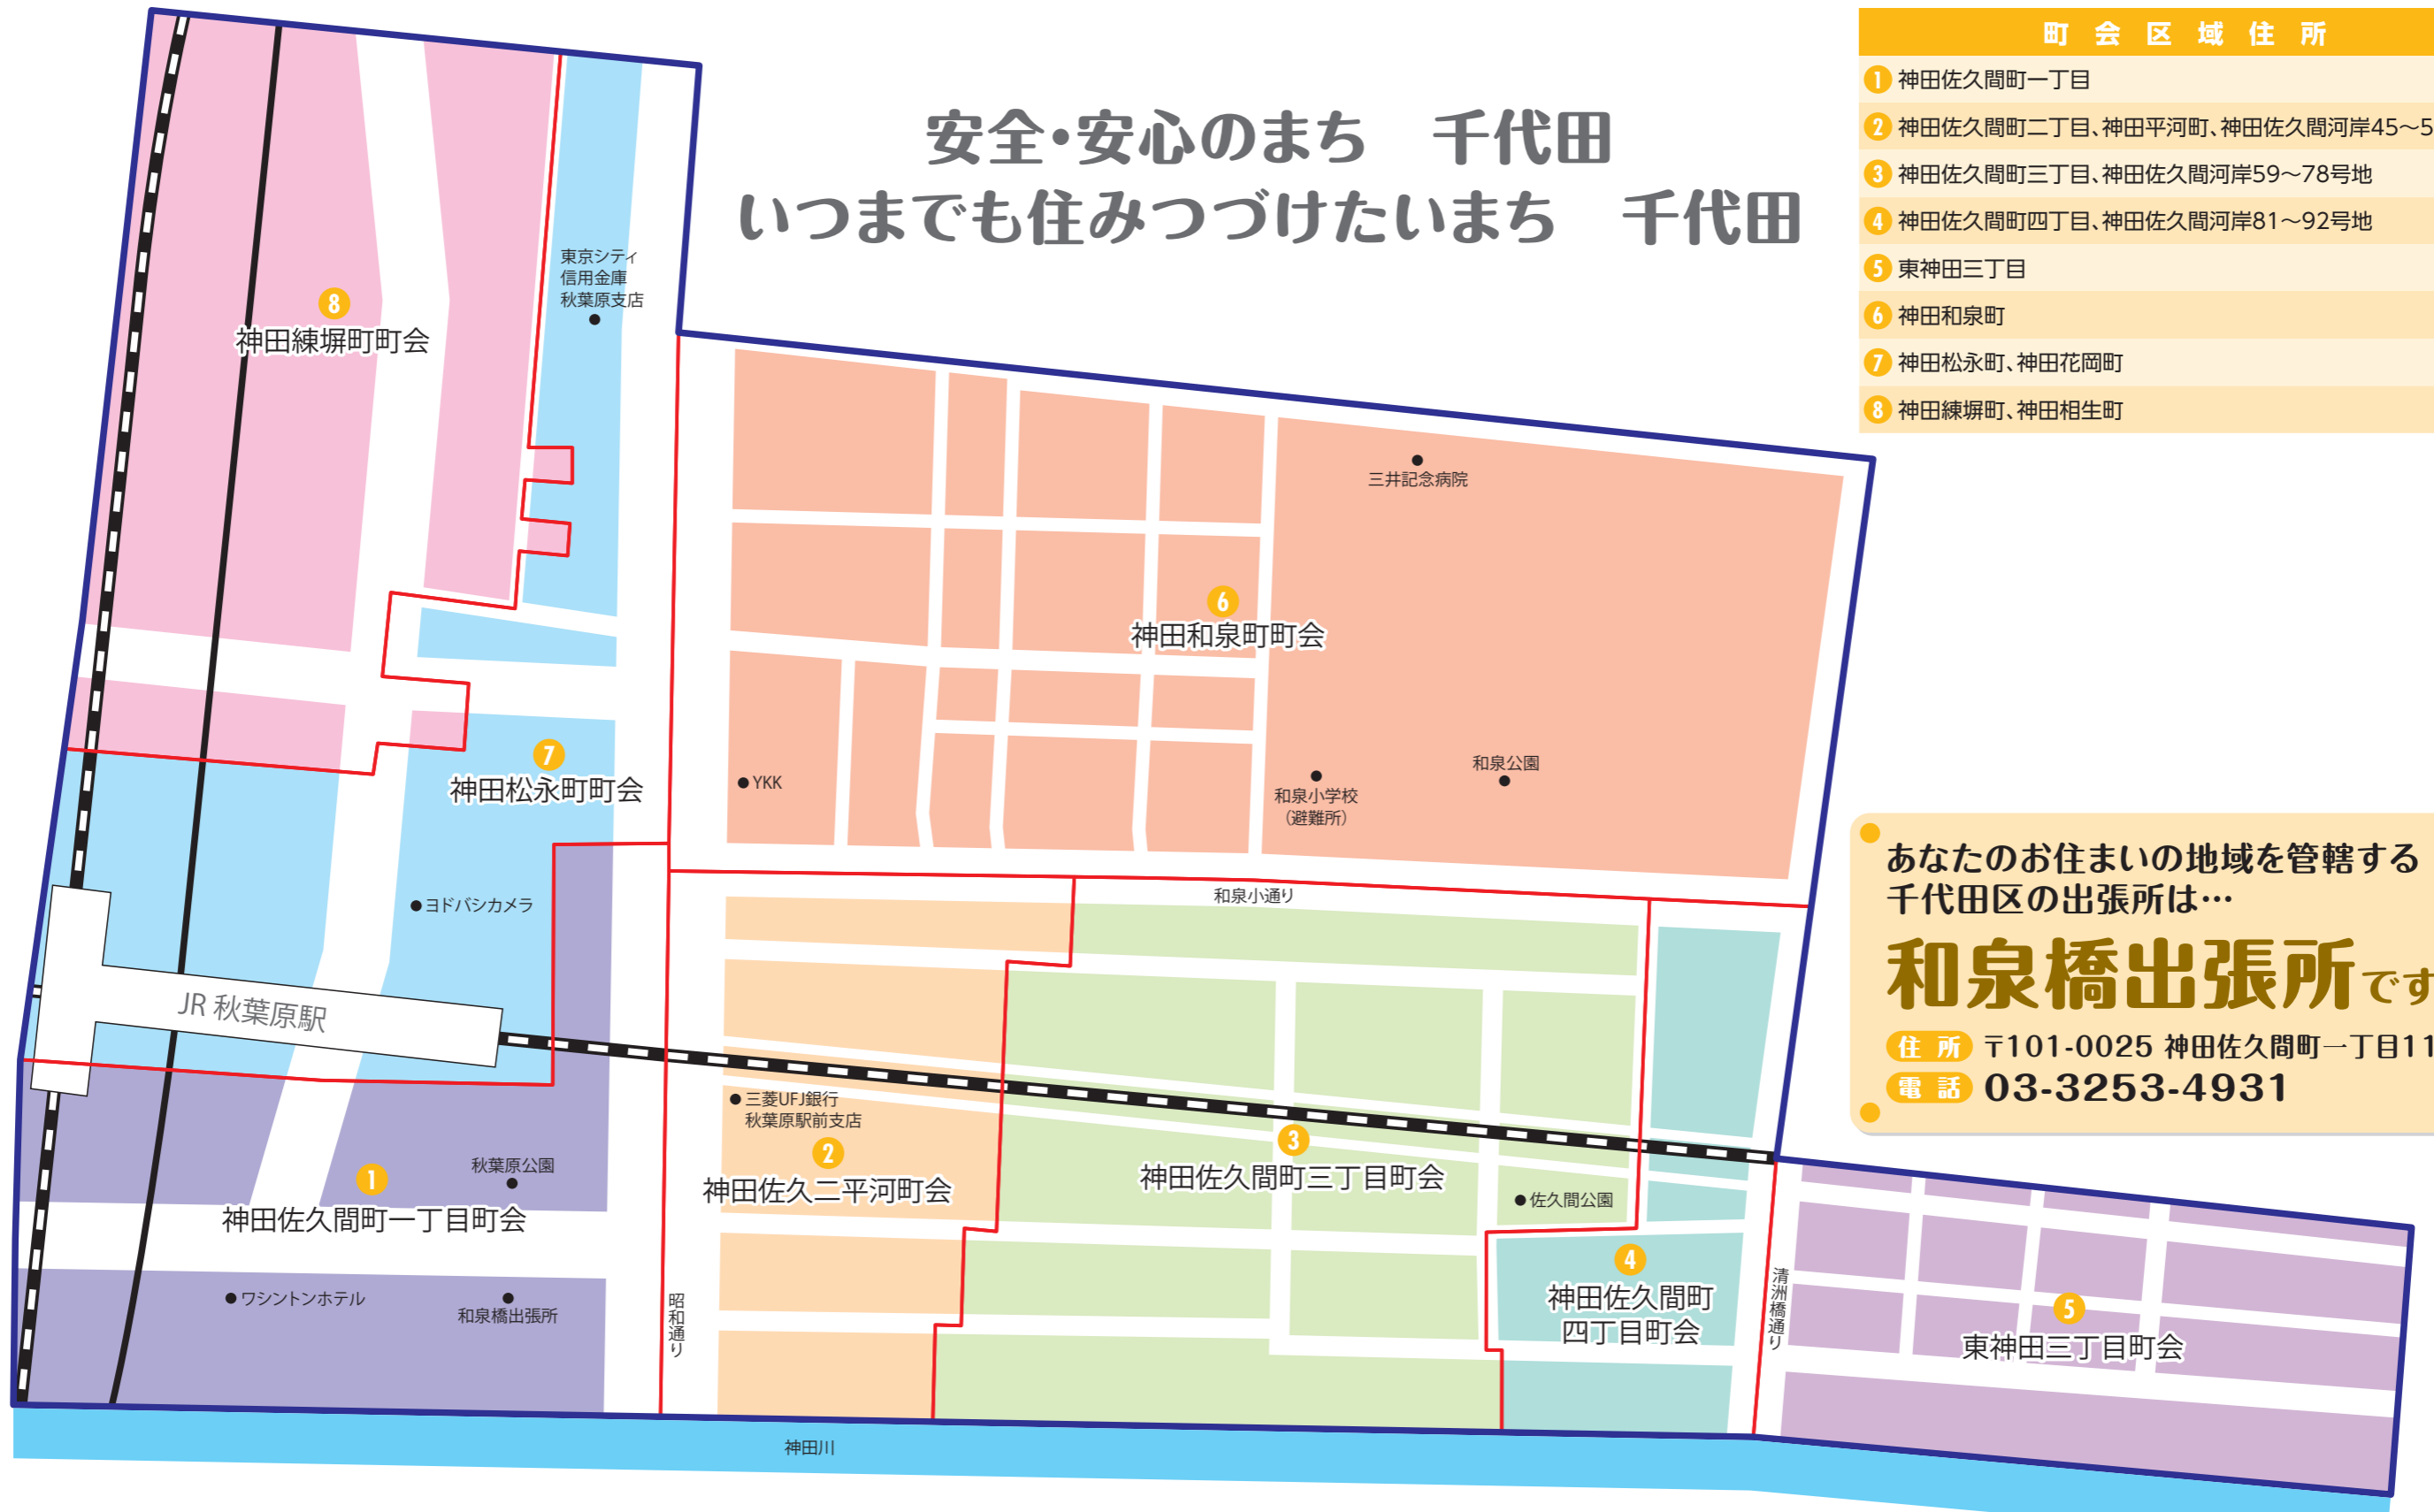 安全・安心のまち　千代田
いつまでも住みつづけたいまち　千代田
町会区域住所
1 神田佐久間町一丁目
2 神田佐久間町二丁目、神田平河町、神田佐久間河岸45～5
3 神田佐久間町三丁目、神田佐久間河岸59～78号地
4 神田佐久間町四丁目、神田佐久間河岸81～92号地
5 東神田三丁目
6 神田和泉町
7 神田松永町、神田花岡町
8 神田練塀町、神田相生町
東京シティ
信用金庫
秋葉原支店
8
神田練塀町町会
三井記念病院
6
神田和泉町町会
7
神田松永町町会
YKK
和泉小学校
（避難所）
和泉公園
ヨドバシカメラ
和泉小通り
JR 秋葉原駅
三菱UFJ銀行
秋葉原駅前支店
2
神田佐久二平河町会
3
神田佐久間町三丁目町会
佐久間公園
秋葉原公園
1
神田佐久間町一丁目町会
ワシントンホテル
和泉橋出張所
昭和通り
4
神田佐久間町
四丁目町会
清洲橋通り
5
東神田三丁目町会
神田川
あなたのお住まいの地域を管轄する
千代田区の出張所は…
和泉橋出張所です
住所 〒101-0025 神田佐久間町一丁目11
電話 03-3253-4931